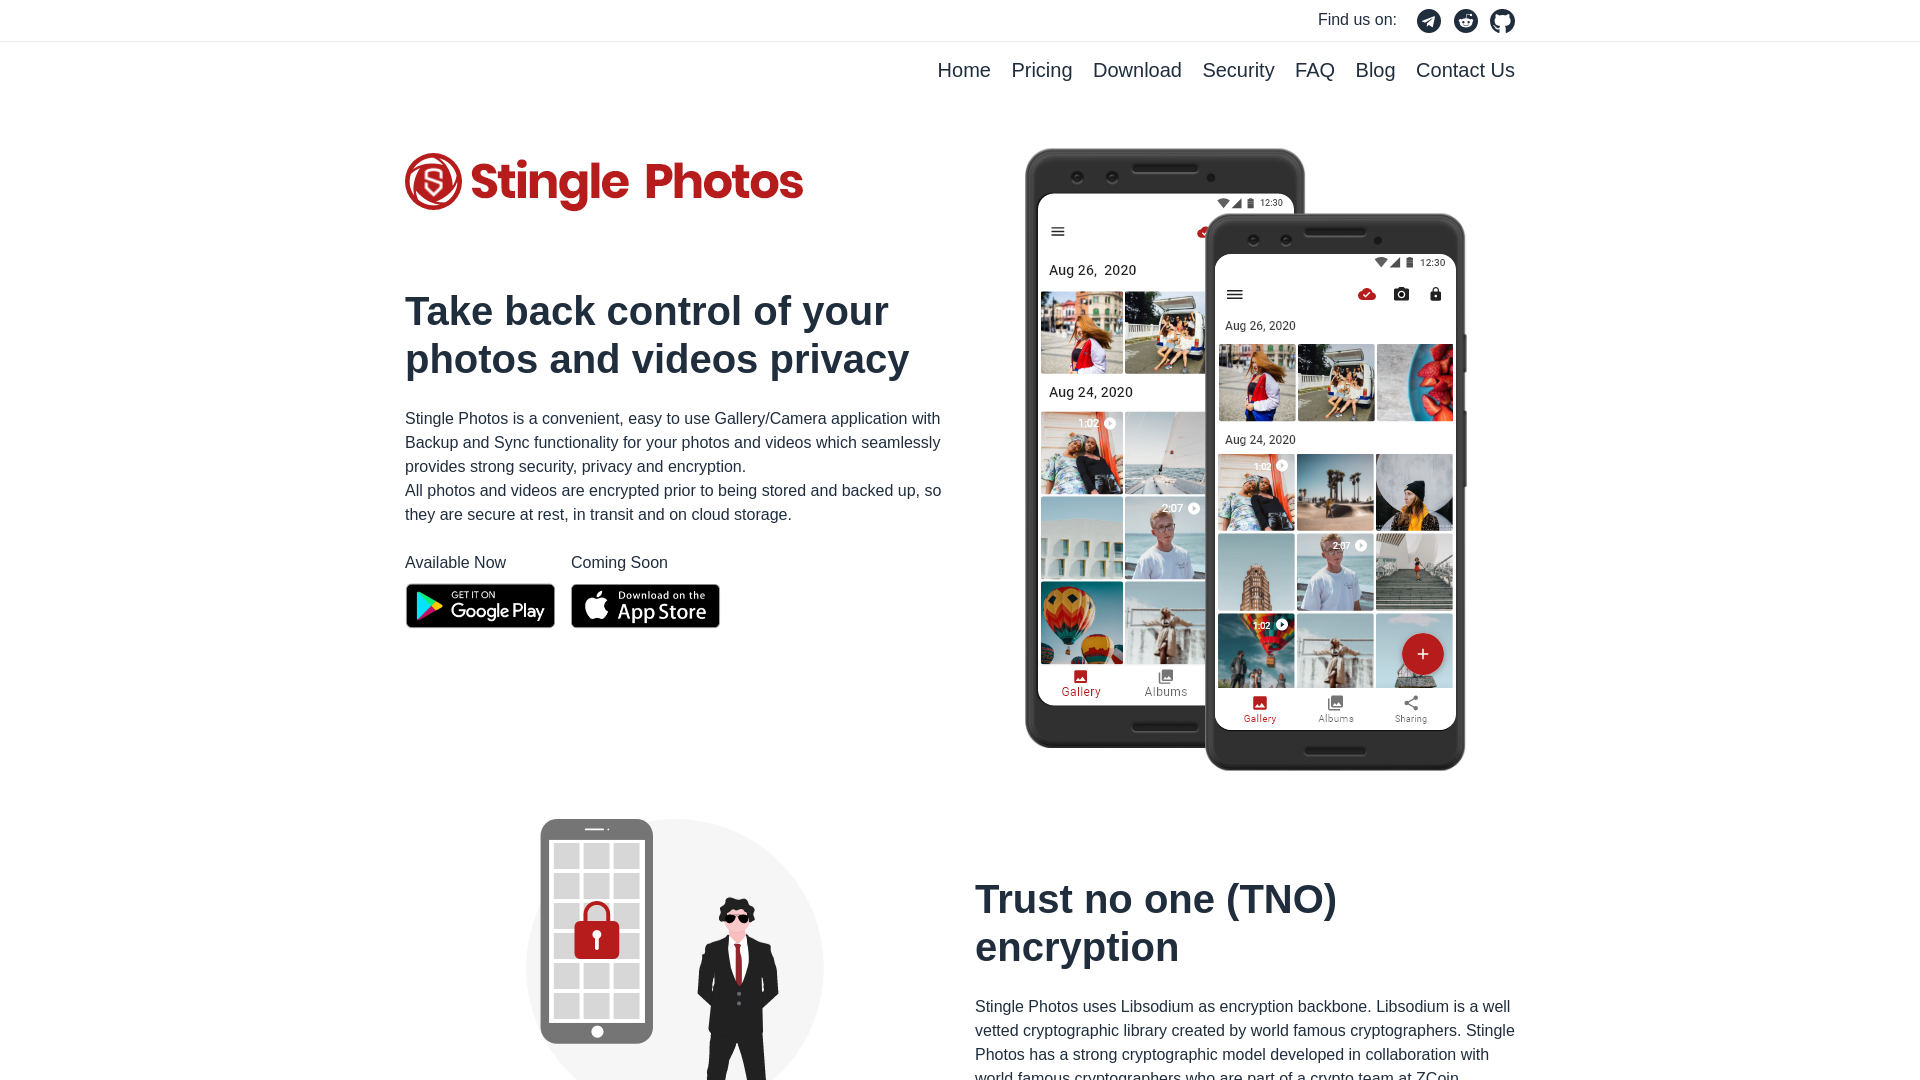 Find us on:
Home Pricing Download Security FAQ Blog Contact Us
Stingle Photos
Take back control of your
photos and videos privacy
Stingle Photos is a convenient, easy to use Gallery/Camera application with
Backup and Sync functionality for your photos and videos which seamlessly
provides strong security, privacy and encryption.
All photos and videos are encrypted prior to being stored and backed up, so
they are secure at rest, in transit and on cloud storage.
Available Now
GET IT ON
Google Play
Coming Soon
Download on the
App Store
12:30
Aug 26, 2020
Aug 24, 2020
1:02
2:07
Gallery Albums
12:30
Aug 26, 2020
Aug 24, 2020
1:02
2:07
1:02
Gallery Albums Sharing
Trust no one (TNO)
encryption
Stingle Photos uses Libsodium as encryption backbone. Libsodium is a well
vetted cryptographic library created by world famous cryptographers. Stingle
Photos has a strong cryptographic model developed in collaboration with
world famous cryptographers who are part of a crypto team at ZCoin.